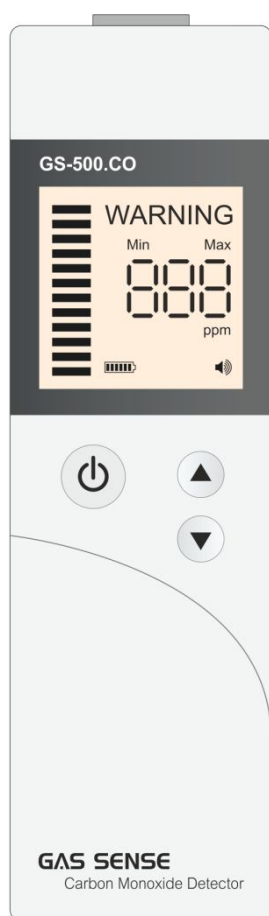 GS-500.CO
WARNING
Min Max
888
ppm
GAS SENSE
Carbon Monoxide Detector